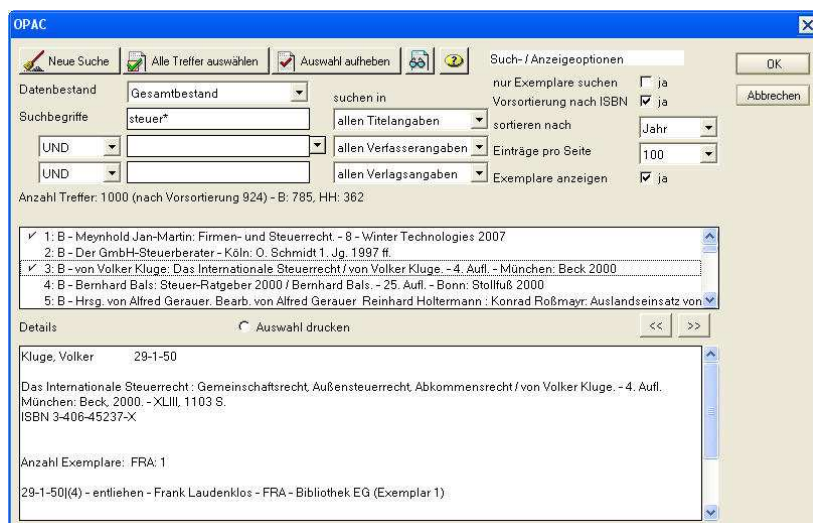 OPAC
Neue Suche
Alle Treffer auswählen
Auswahl aufheben
Such- / Anzeigeoptionen
OK
Abbrechen
Datenbestand
Gesamtbestand
suchen in
nur Exemplare suchen
ja
Vorsortierung nach ISBN
ja
Suchbegriffe
steuer*
allen Titelangaben
sortieren nach
Jahr
UND
allen Verfasserangaben
Einträge pro Seite
100
UND
allen Verlagsangaben
Exemplare anzeigen
ja
Anzahl Treffer: 1000 (nach Vorsortierung 924) - B: 785, HH: 362
1: B - Meynhold Jan-Martin: Firmen- und Steuerrecht. - 8 - Winter Technologies 2007
2: B - Der GmbH-Steuerberater - Köln: O. Schmidt 1. Jg. 1997 ff.
3: B - von Volker Kluge: Das Internationale Steuerrecht / von Volker Kluge. - 4. Aufl. - München: Beck 2000
4: B - Bernhard Bals: Steuer-Ratgeber 2000 / Bernhard Bals. - 25. Aufl. - Bonn: Stollfuß 2000
5: B - Hrsg. von Alfred Gerauer. Bearb. von Alfred Gerauer Reinhard Holtermann : Konrad Roßmayr: Auslandseinsatz von
Details
Auswahl drucken
<<
>>
Kluge, Volker 29-1-50
Das Internationale Steuerrecht : Gemeinschaftsrecht, Außensteuerrecht, Abkommensrecht / von Volker Kluge. - 4. Aufl.
München: Beck, 2000. - XLIII, 1103 S.
ISBN 3-406-45237-X
Anzahl Exemplare: FRA: 1
29-1-50|(4) - entliehen - Frank Laudenklos - FRA - Bibliothek EG (Exemplar 1)